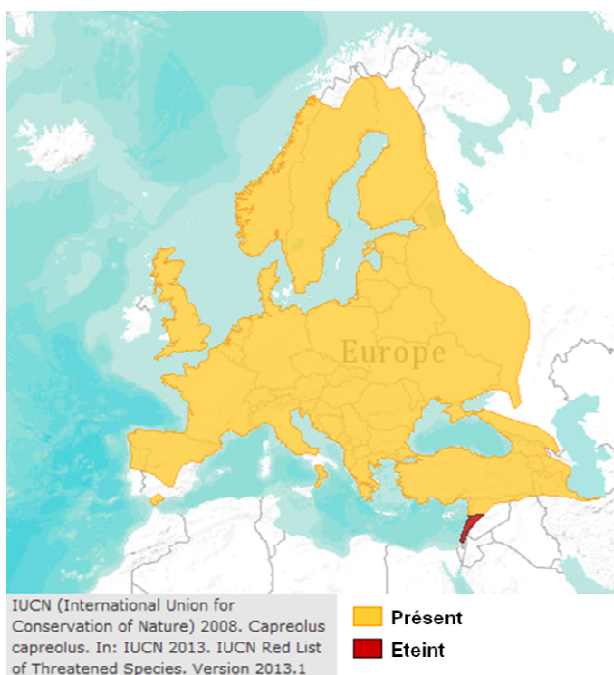 Europe
IUCN (International Union for
Conservation of Nature) 2008. Capreolus
capreolus. In: IUCN 2013. IUCN Red List
of Threatened Species. Version 2013.1
Présent
Eteint